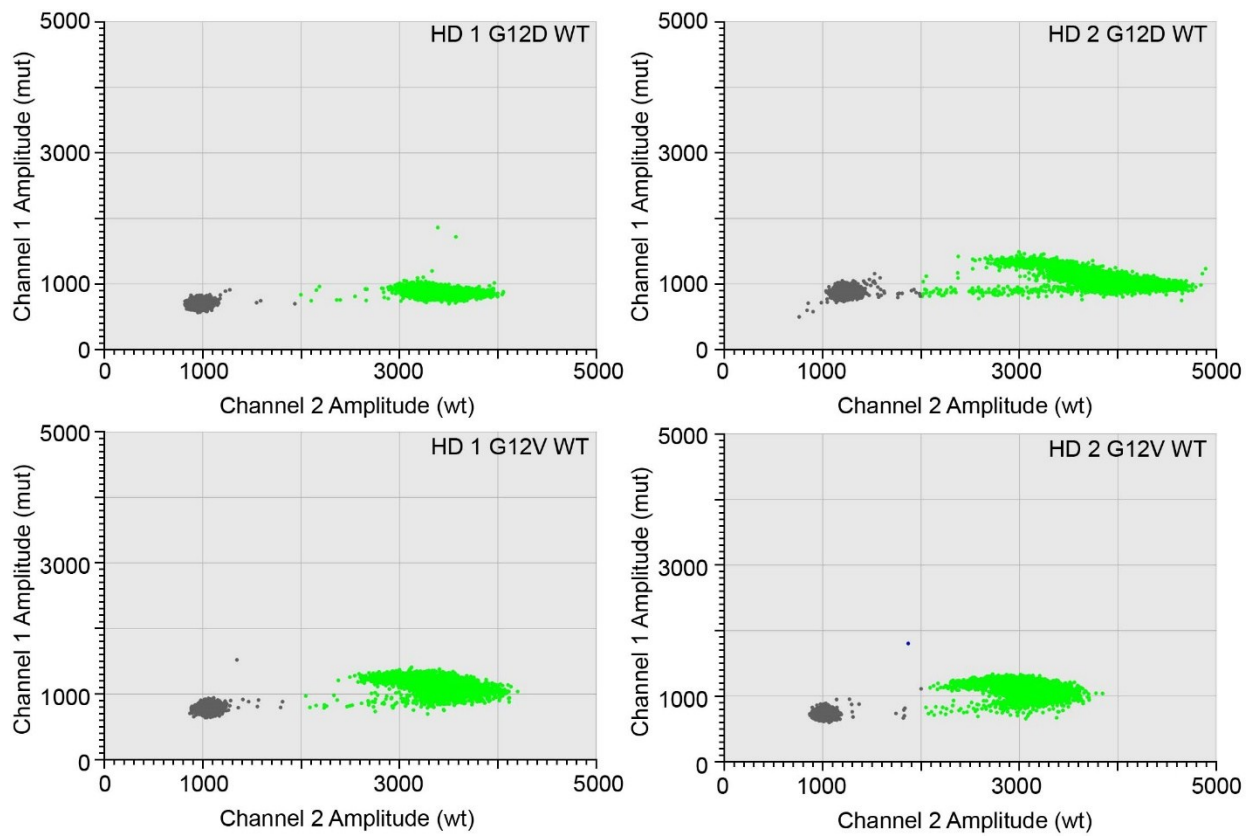 HD 1 G12D WT
Channel 1 Amplitude (mut)
5000
3000
1000
0
0 1000 3000 5000
Channel 2 Amplitude (wt)
HD 2 G12D WT
Channel 1 Amplitude (mut)
5000
3000
1000
0
0 1000 3000 5000
Channel 2 Amplitude (wt)
HD 1 G12V WT
Channel 1 Amplitude (mut)
5000
3000
1000
0
0 1000 3000 5000
Channel 2 Amplitude (wt)
HD 2 G12V WT
Channel 1 Amplitude (mut)
5000
3000
1000
0
0 1000 3000 5000
Channel 2 Amplitude (wt)